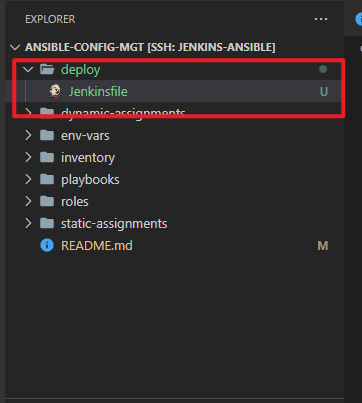 EXPLORER
ANSIBLE-CONFIG-MGT [SSH: JENKINS-ANSIBLE]
deploy
Jenkinsfile U
dynamic-assignments
env-vars
inventory
playbooks
roles
static-assignments
README.md M